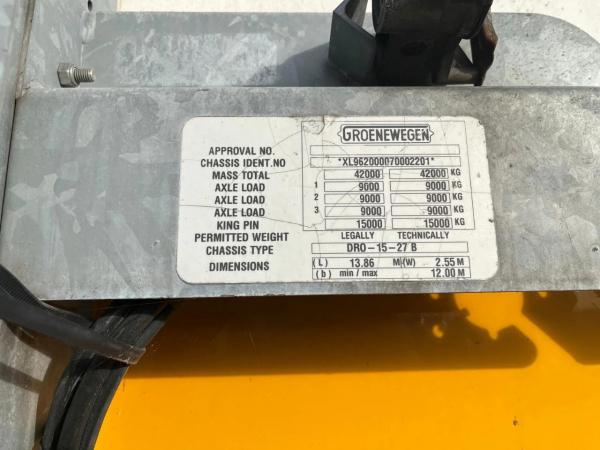 GROENEWEGEN
APPROVAL NO.
CHASSIS IDENT.NO *XL962000070002201*
MASS TOTAL 42000 42000 KG
AXLE LOAD 1 9000 9000 KG
AXLE LOAD 2 9000 9000 KG
AXLE LOAD 3 9000 9000 KG
KING PIN 15000 15000 KG
PERMITTED WEIGHT LEGALLY TECHNICALLY
CHASSIS TYPE DRO-15-27 B
DIMENSIONS (L) 13.86 M (W) 2.55 M
(b) min / max 12.00 M